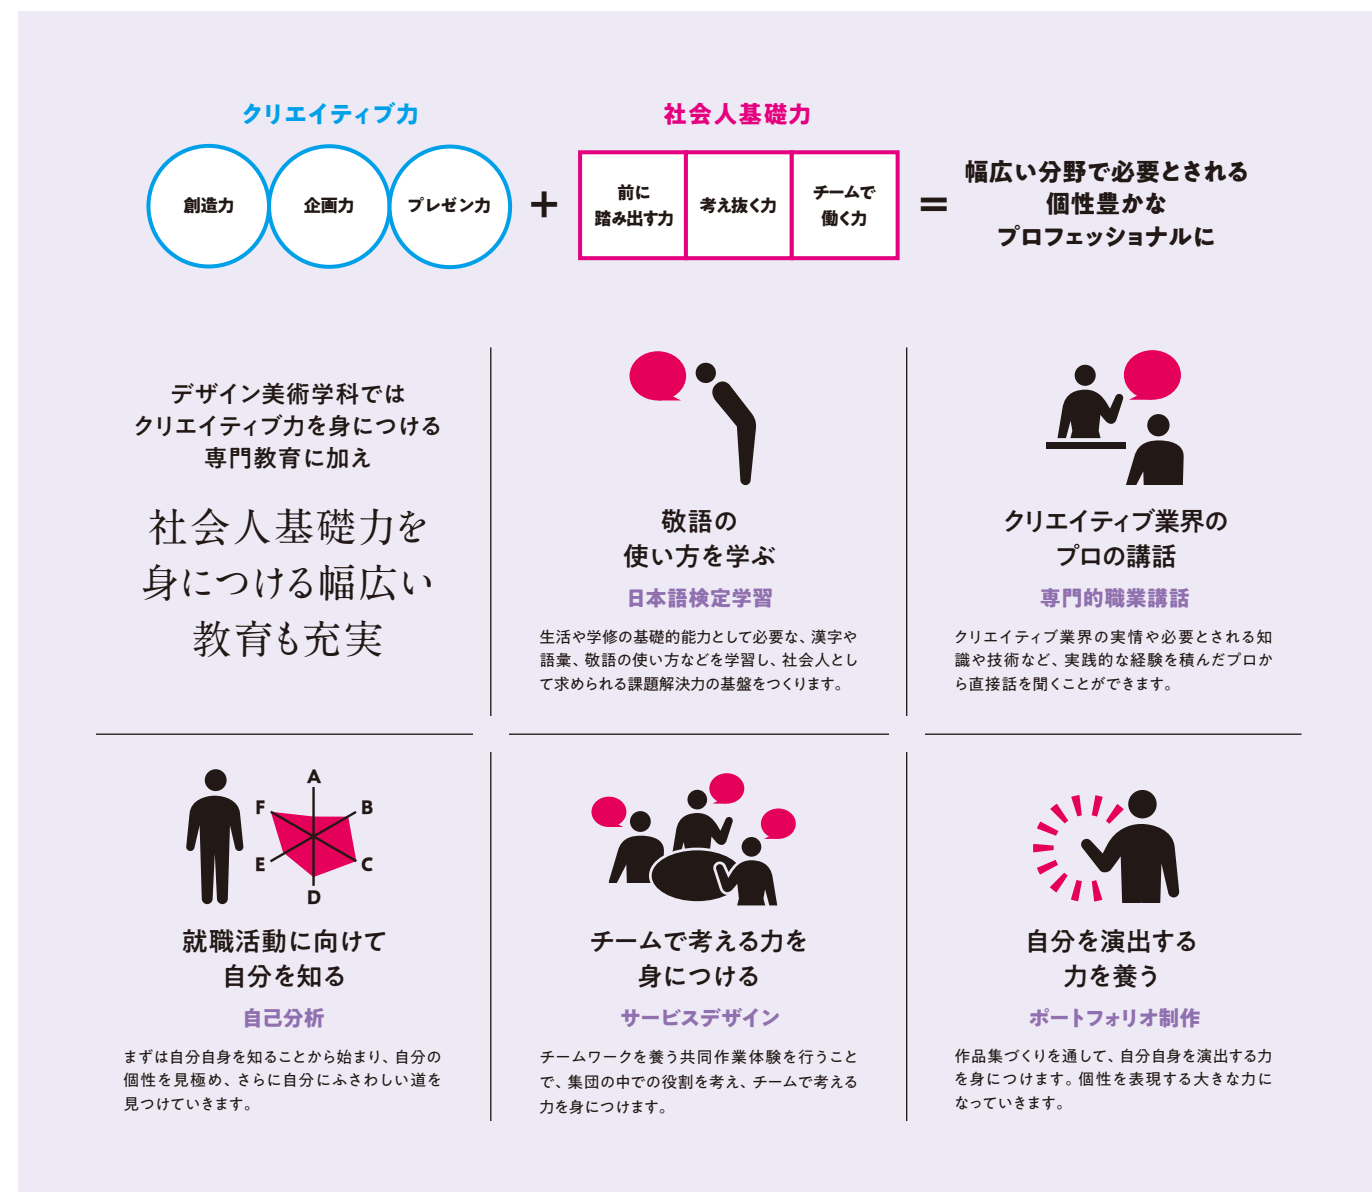 クリエイティブ力
創造力
企画力
プレゼン力
+
社会人基礎力
前に
踏み出す力
考え抜く力
チームで
働く力
=
幅広い分野で必要とされる
個性豊かな
プロフェッショナルに
デザイン美術学科では
クリエイティブ力を身につける
専門教育に加え
社会人基礎力を
身につける幅広い
教育も充実
敬語の
使い方を学ぶ
日本語検定学習
生活や学修の基礎的能力として必要な、漢字や
語彙、敬語の使い方などを学習し、社会人とし
て求められる課題解決力の基盤をつくります。
クリエイティブ業界の
プロの講話
専門的職業講話
クリエイティブ業界の実情や必要とされる知
識や技術など、実践的な経験を積んだプロか
ら直接話を聞くことができます。
A
B
C
D
E
F
就職活動に向けて
自分を知る
自己分析
まずは自分自身を知ることから始まり、自分の
個性を見極め、さらに自分にふさわしい道を
見つけていきます。
チームで考える力を
身につける
サービスデザイン
チームワークを養う共同作業体験を行うこと
で、集団の中での役割を考え、チームで考える
力を身につけます。
自分を演出する
力を養う
ポートフォリオ制作
作品集づくりを通して、自分自身を演出する力
を身につけます。個性を表現する大きな力に
なっていきます。